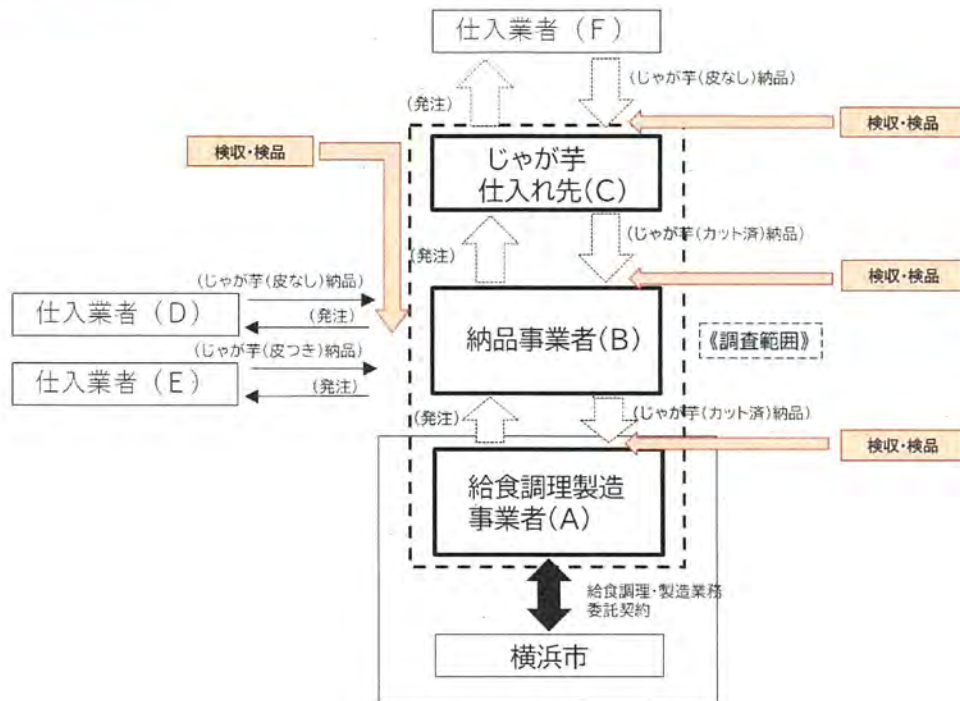 仕入業者（F）
(発注)
(じゃが芋(皮なし)納品)
検収・検品
検収・検品
じゃが芋
仕入れ先(C)
(発注)
(じゃが芋(カット済)納品)
検収・検品
(じゃが芋(皮なし)納品)
仕入業者（D）
(発注)
納品事業者(B)
《調査範囲》
(じゃが芋(皮つき)納品)
仕入業者（E）
(発注)
(発注)
(じゃが芋(カット済)納品)
検収・検品
給食調理製造
事業者(A)
給食調理・製造業務
委託契約
横浜市